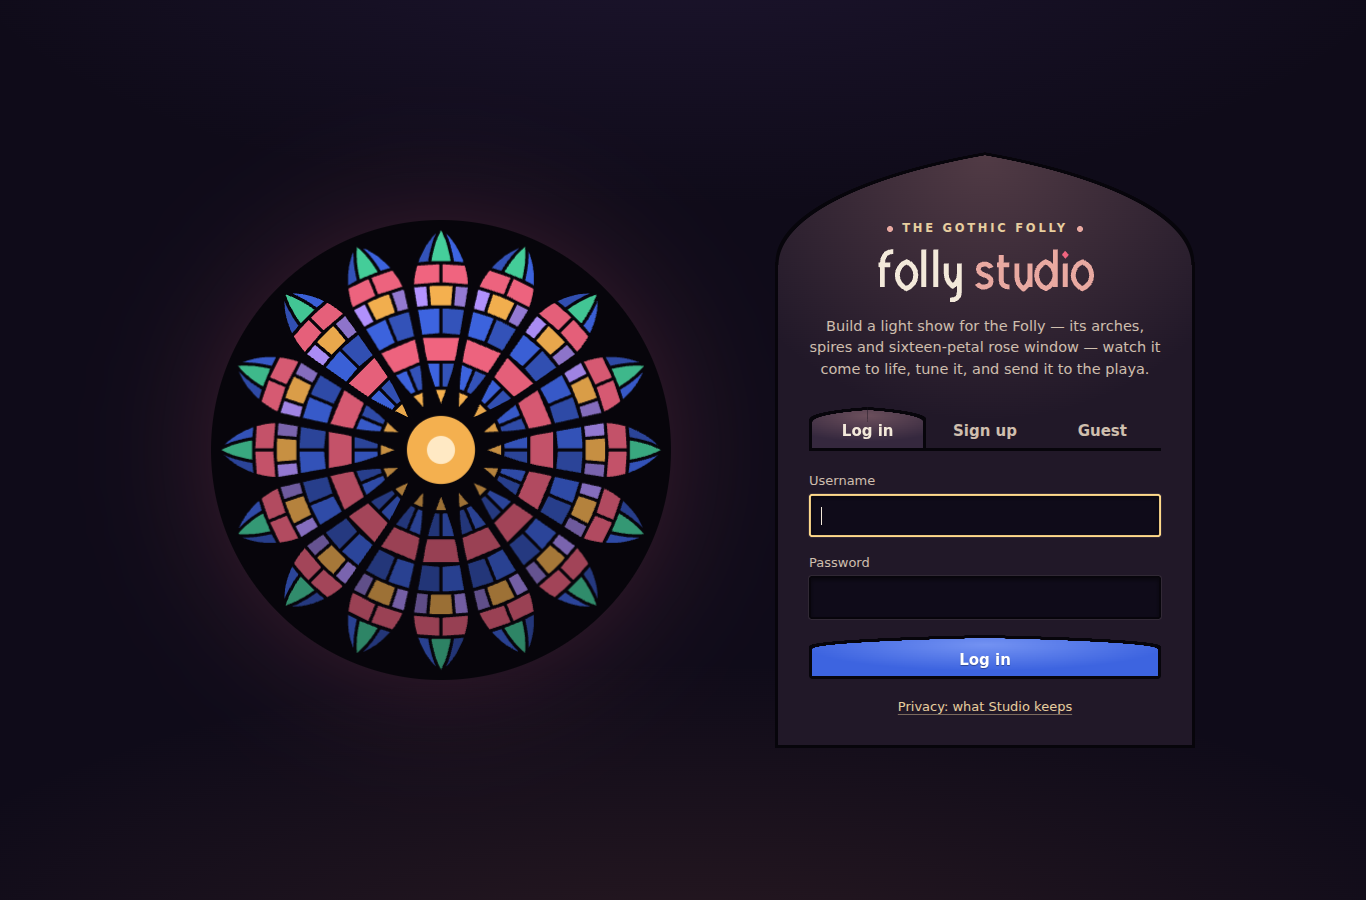 THE GOTHIC FOLLY
folly studio
Build a light show for the Folly — its arches,
spires and sixteen-petal rose window — watch it
come to life, tune it, and send it to the playa.
Log in
Sign up
Guest
Username
Password
Log in
Privacy: what Studio keeps